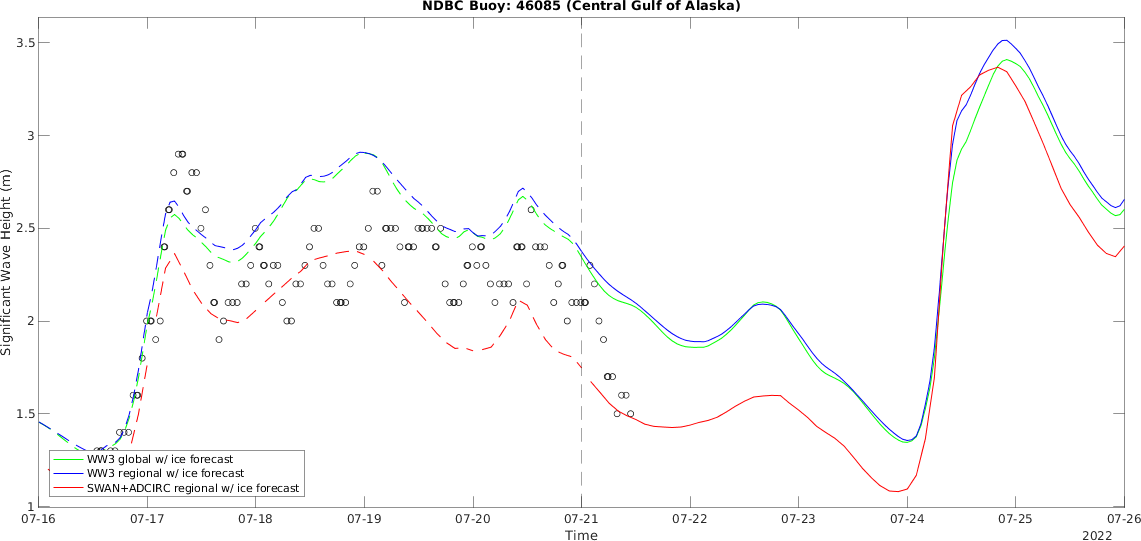 NDBC Buoy: 46085 (Central Gulf of Alaska)
Significant Wave Height (m)
3.5
3
2.5
2
1.5
1
WW3 global w/ ice forecast
WW3 regional w/ ice forecast
SWAN+ADCIRC regional w/ ice forecast
07-16 07-17 07-18 07-19 07-20 07-21 07-22 07-23 07-24 07-25 07-26
Time
2022